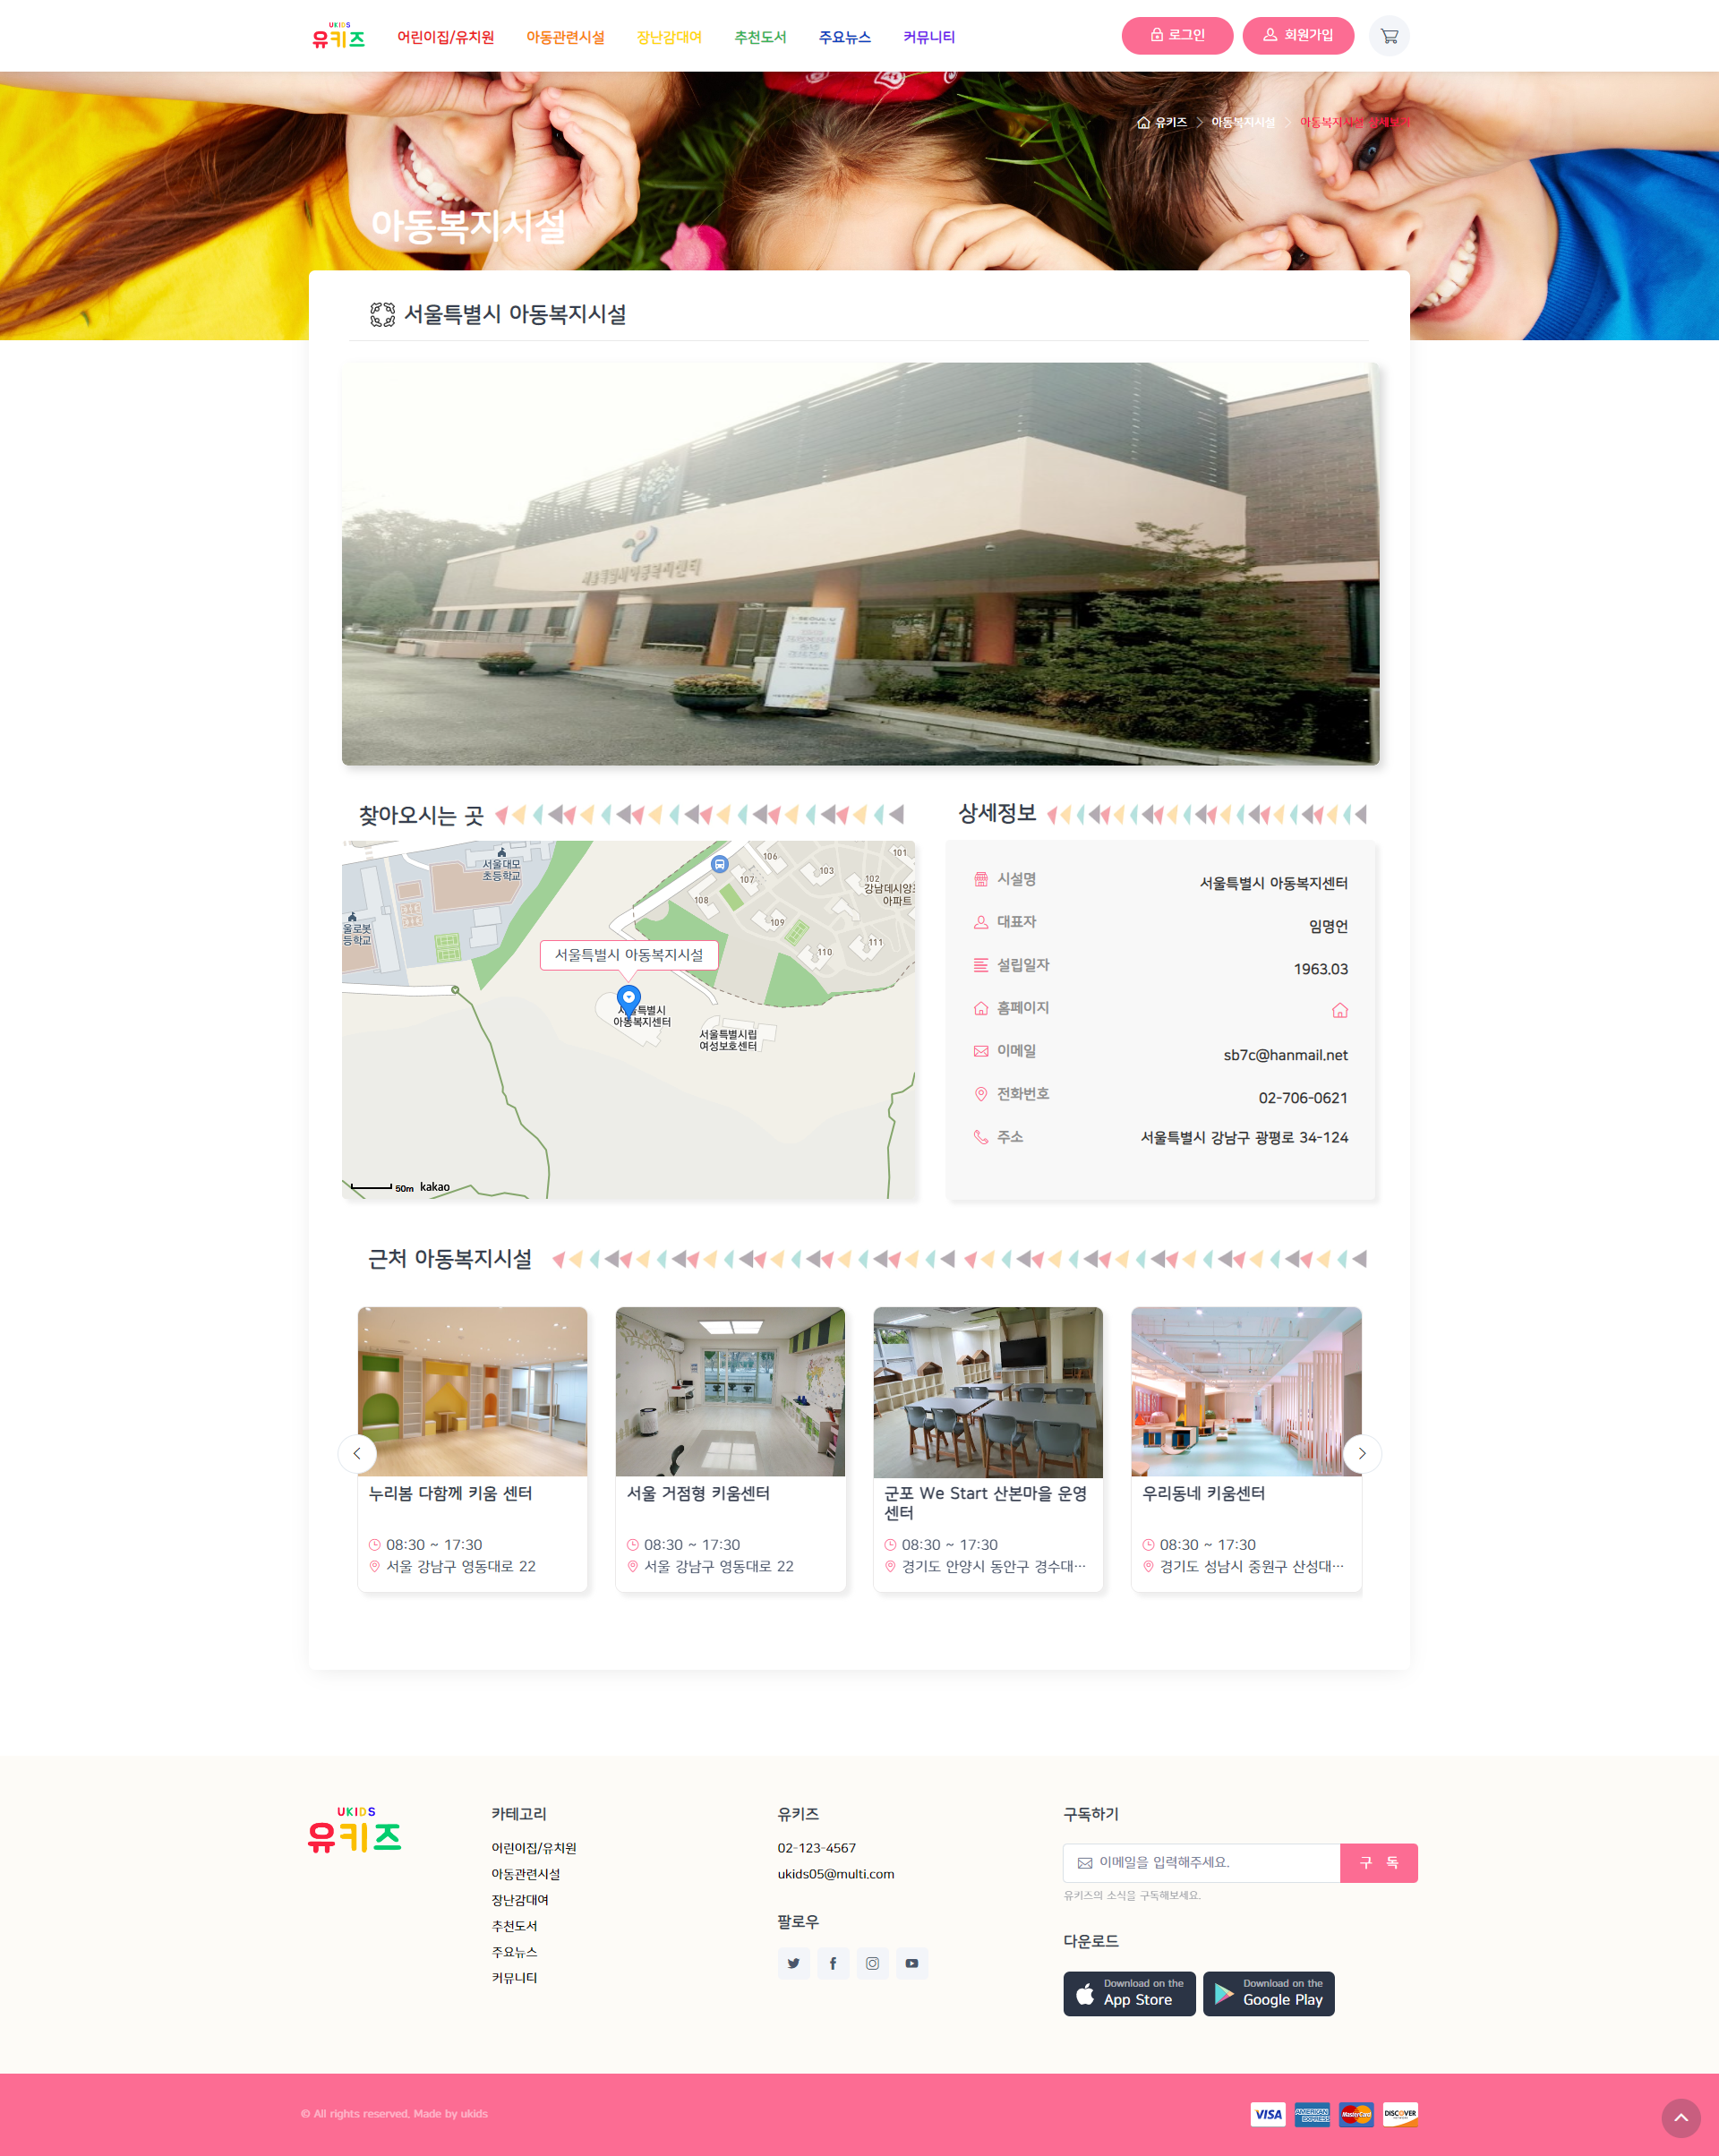 UKIDS
유키즈
어린이집/유치원
아동관련시설
장난감대여
추천도서
주요뉴스
커뮤니티
로그인
회원가입
유키즈
아동복지시설
아동복지시설 상세보기
아동복지시설
서울특별시 아동복지시설
서울특별시아동복지센터
찾아오시는 곳
서울대모
초등학교
울로봇
등학교
106
101
103
107
102
108
강남데시앙포
아파트
109
111
110
서울특별시 아동복지시설
서울특별시
아동복지센터
서울특별시립
여성보호센터
50m
kakao
상세정보
시설명
서울특별시 아동복지센터
대표자
임명언
설립일자
1963.03
홈페이지
이메일
sb7c@hanmail.net
전화번호
02-706-0621
주소
서울특별시 강남구 광평로 34-124
근처 아동복지시설
누리봄 다함께 키움 센터
08:30 ~ 17:30
서울 강남구 영동대로 22
서울 거점형 키움센터
08:30 ~ 17:30
서울 강남구 영동대로 22
군포 We Start 산본마을 운영
센터
08:30 ~ 17:30
경기도 안양시 동안구 경수대…
우리동네 키움센터
08:30 ~ 17:30
경기도 성남시 중원구 산성대…
UKIDS
유키즈
카테고리
어린이집/유치원
아동관련시설
장난감대여
추천도서
주요뉴스
커뮤니티
유키즈
02-123-4567
ukids05@multi.com
팔로우
구독하기
이메일을 입력해주세요.
구 독
유키즈의 소식을 구독해보세요.
다운로드
Download on the
App Store
Download on the
Google Play
© All rights reserved. Made by ukids
VISA
AMERICAN
EXPRESS
MasterCard
DISCOVER